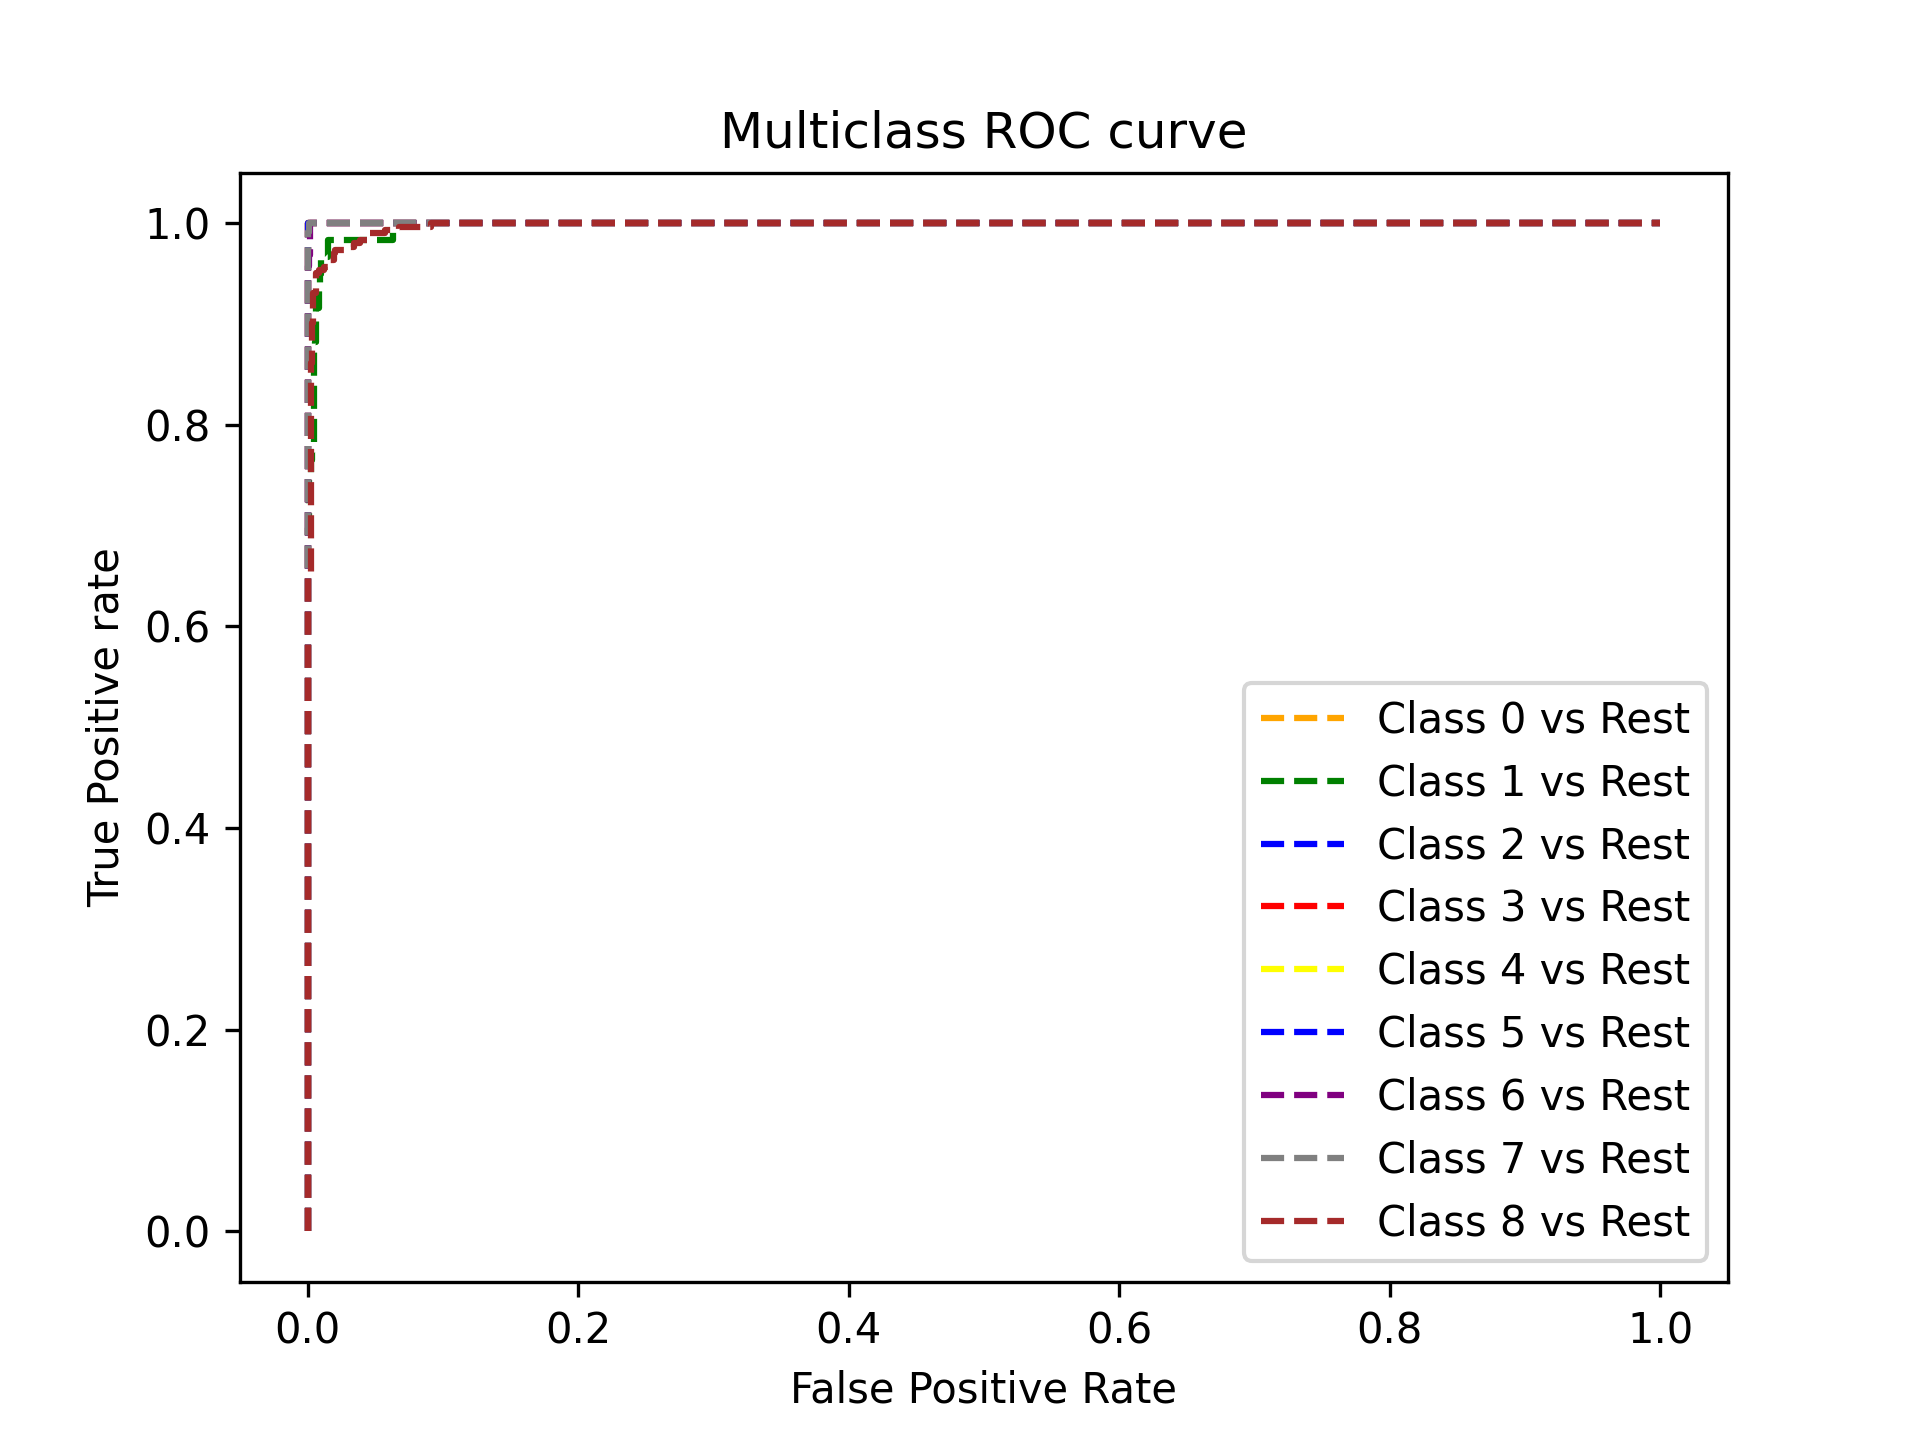 Multiclass ROC curve
True Positive rate
1.0
0.8
0.6
0.4
0.2
0.0
Class 0 vs Rest
Class 1 vs Rest
Class 2 vs Rest
Class 3 vs Rest
Class 4 vs Rest
Class 5 vs Rest
Class 6 vs Rest
Class 7 vs Rest
Class 8 vs Rest
0.0 0.2 0.4 0.6 0.8 1.0
False Positive Rate